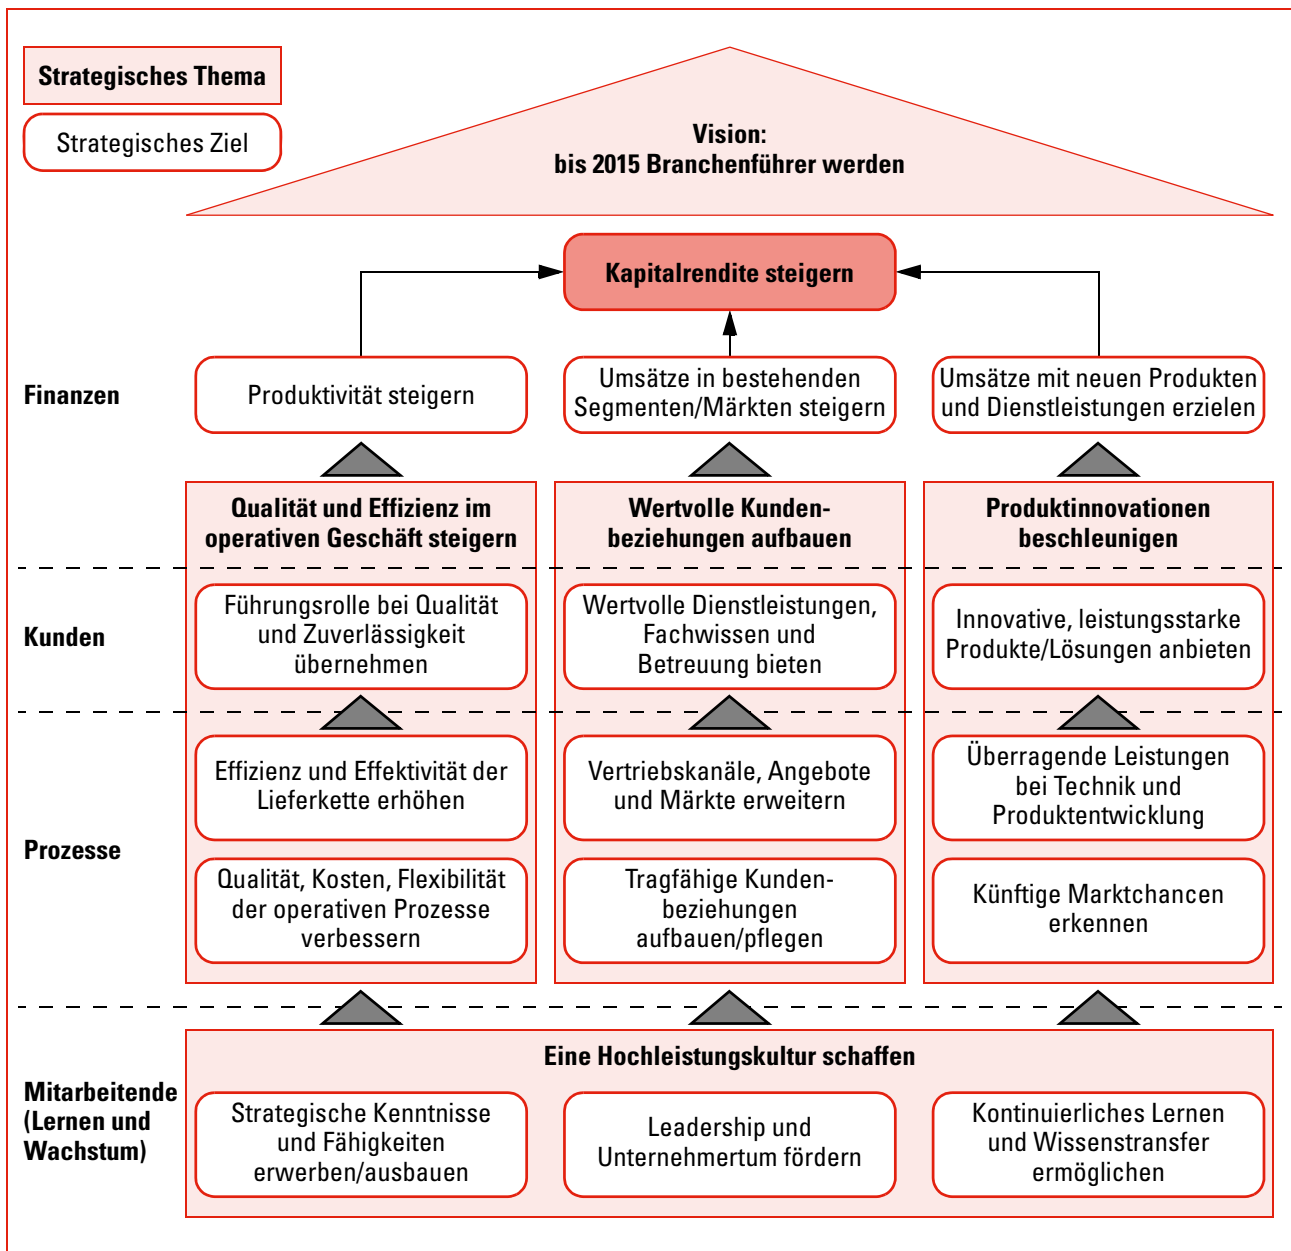 Strategisches Thema
Strategisches Ziel
Vision:
bis 2015 Branchenführer werden
Kapitalrendite steigern
Finanzen
Produktivität steigern
Umsätze in bestehenden
Segmenten/Märkten steigern
Umsätze mit neuen Produkten
und Dienstleistungen erzielen
Qualität und Effizienz im
operativen Geschäft steigern
Wertvolle Kunden-
beziehungen aufbauen
Produktinnovationen
beschleunigen
Kunden
Führungsrolle bei Qualität
und Zuverlässigkeit
übernehmen
Wertvolle Dienstleistungen,
Fachwissen und
Betreuung bieten
Innovative, leistungsstarke
Produkte/Lösungen anbieten
Prozesse
Effizienz und Effektivität der
Lieferkette erhöhen
Vertriebskanäle, Angebote
und Märkte erweitern
Überragende Leistungen
bei Technik und
Produktentwicklung
Qualität, Kosten, Flexibilität
der operativen Prozesse
verbessern
Tragfähige Kunden-
beziehungen
aufbauen/pflegen
Künftige Marktchancen
erkennen
Eine Hochleistungskultur schaffen
Mitarbeitende
(Lernen und
Wachstum)
Strategische Kenntnisse
und Fähigkeiten
erwerben/ausbauen
Leadership und
Unternehmertum fördern
Kontinuierliches Lernen
und Wissenstransfer
ermöglichen